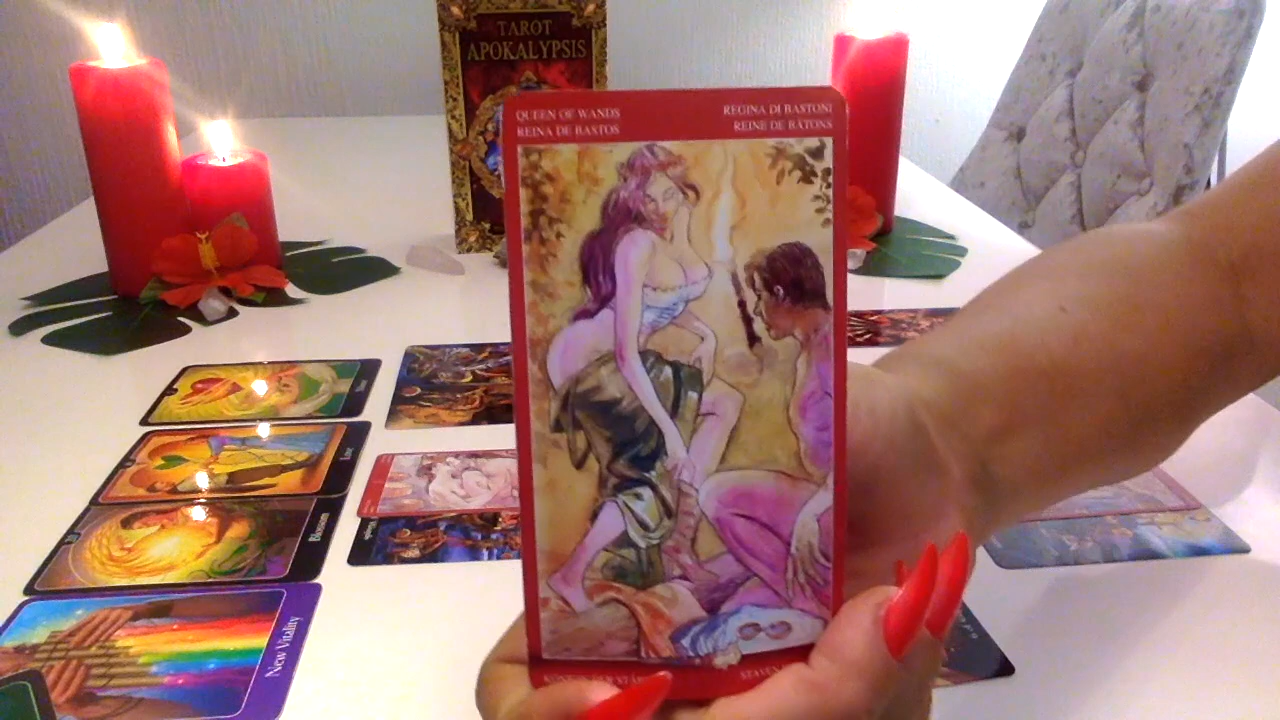 TAROT
APOKALYPSIS
QUEEN OF WANDS
REINA DE BASTOS
REGINA DI BASTONI
REINE DE BÂTONS
Love
Blossom
New Vitality